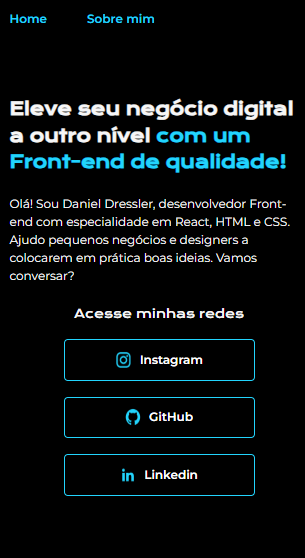 Home Sobre mim
Eleve seu negócio digital
a outro nível com um
Front-end de qualidade!
Olá! Sou Daniel Dressler, desenvolvedor Front-
end com especialidade em React, HTML e CSS.
Ajudo pequenos negócios e designers a
colocarem em prática boas ideias. Vamos
conversar?
Acesse minhas redes
Instagram
GitHub
Linkedin